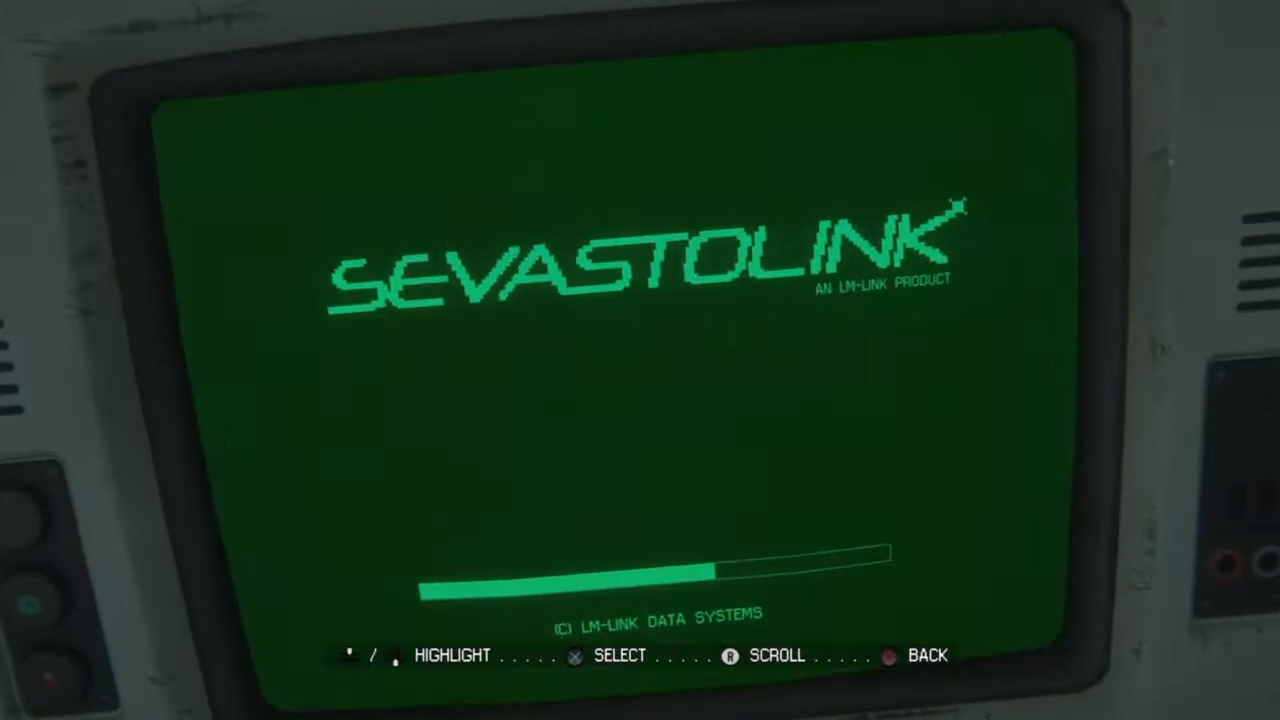 SEVASTOLINK
AN LM-LINK PRODUCT
(C) LM-LINK DATA SYSTEMS
/ HIGHLIGHT ..... SELECT ..... R SCROLL ..... BACK